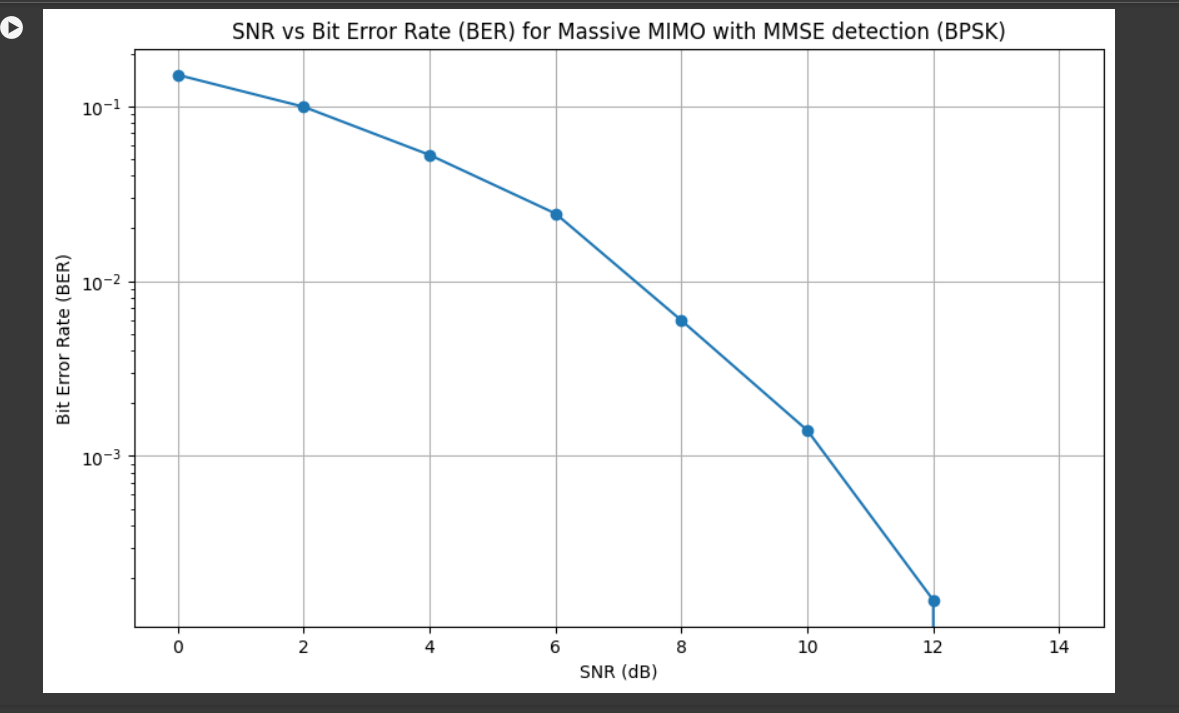 SNR vs Bit Error Rate (BER) for Massive MIMO with MMSE detection (BPSK)
10⁻¹
10⁻²
10⁻³
Bit Error Rate (BER)
0 2 4 6 8 10 12 14
SNR (dB)